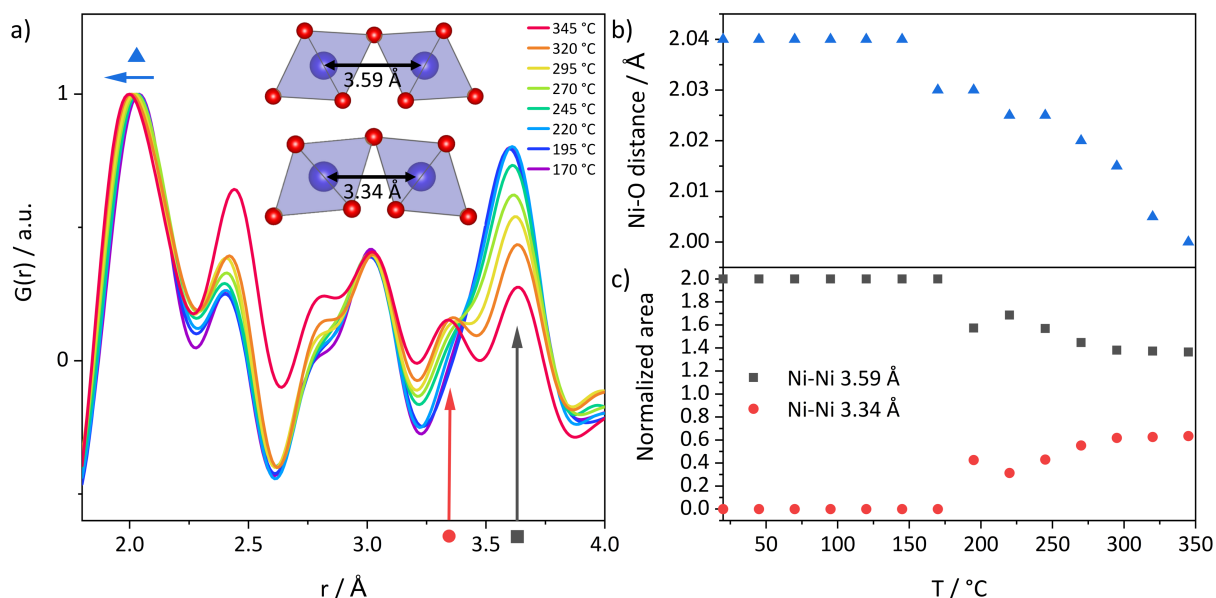 a)
3.59 Å
3.34 Å
345 °C
320 °C
295 °C
270 °C
245 °C
220 °C
195 °C
170 °C
1
0
G(r) / a.u.
2.0
2.5
3.0
3.5
4.0
r / Å
b)
2.04
2.03
2.02
2.01
2.00
Ni-O distance / Å
c)
2.0
1.8
1.6
1.4
1.2
1.0
0.8
0.6
0.4
0.2
0.0
Normalized area
Ni-Ni 3.59 Å
Ni-Ni 3.34 Å
50
100
150
200
250
300
350
T / °C